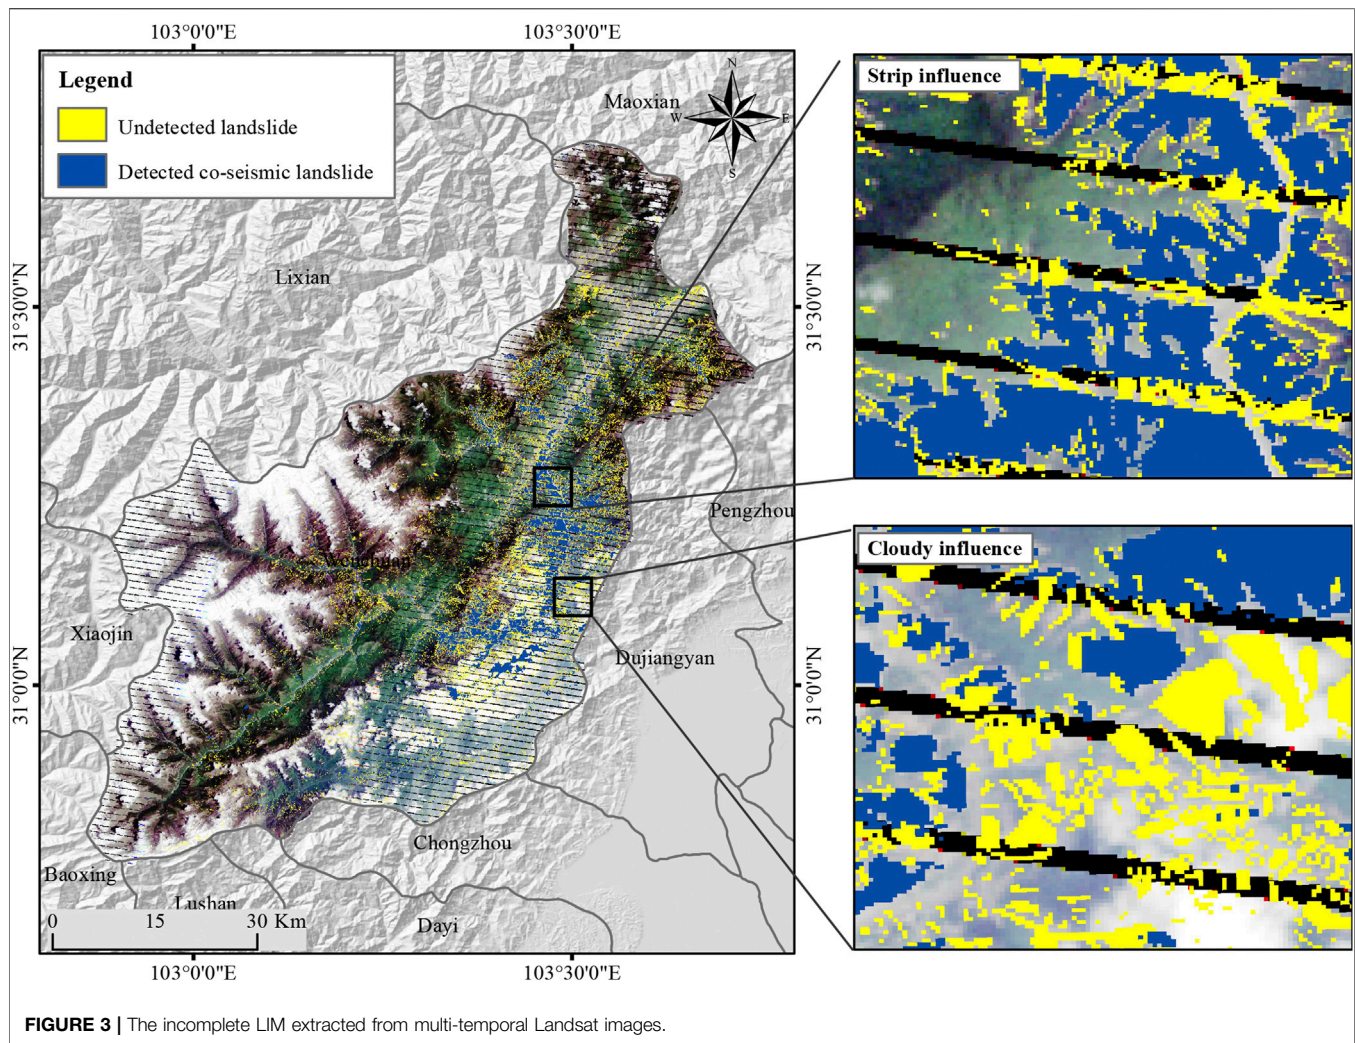 103°0'0"E
103°30'0"E
Legend
Undetected landslide
Detected co-seismic landslide
Maoxian
N
W
E
S
Lixian
31°30'0"N
31°30'0"N
Pengzhou
Wenchuan
Xiaojin
Dujiangyan
31°0'0"N
31°0'0"N
Chongzhou
Baoxing
Lushan
Dayi
0 15 30 Km
103°0'0"E
103°30'0"E
Strip influence
Cloudy influence
FIGURE 3 | The incomplete LIM extracted from multi-temporal Landsat images.